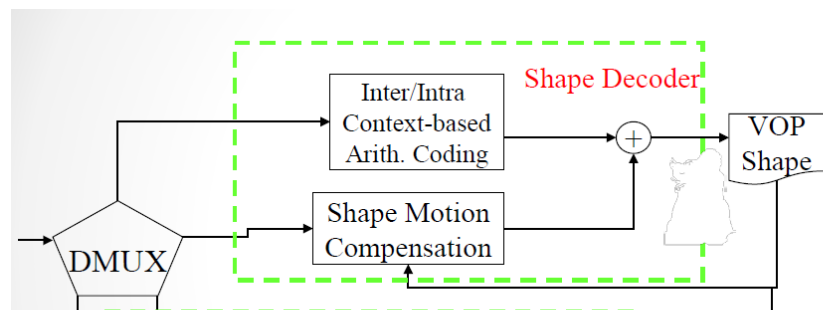 Inter/Intra
Context-based
Arith. Coding
Shape Decoder
+
VOP
Shape
Shape Motion
Compensation
DMUX